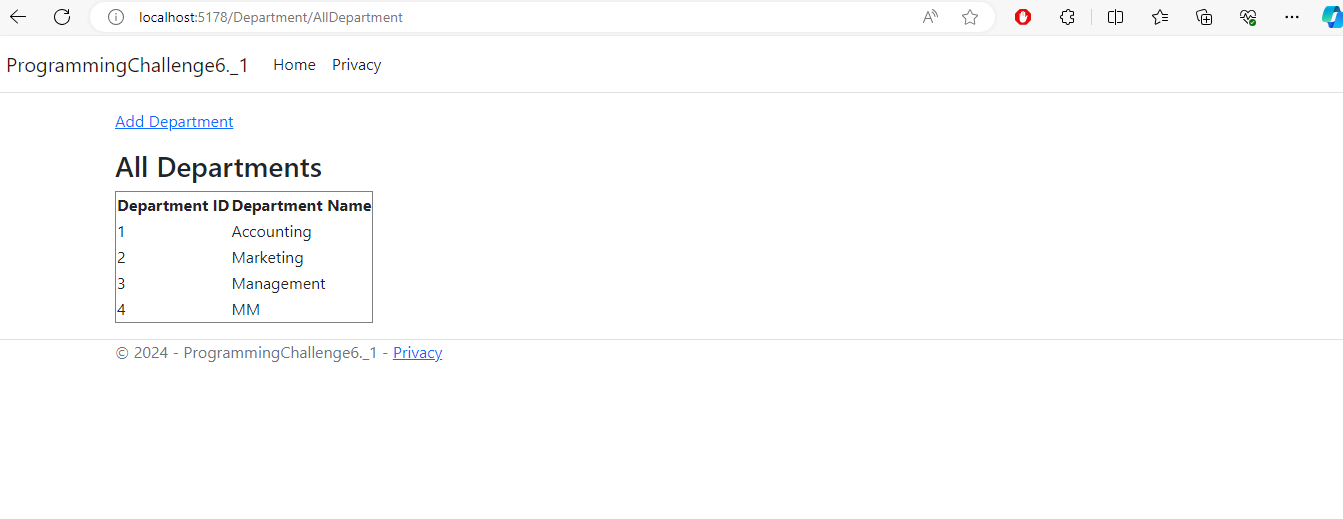 localhost:5178/Department/AllDepartment
ProgrammingChallenge6._1 Home Privacy
Add Department
All Departments
Department ID Department Name
1 Accounting
2 Marketing
3 Management
4 MM
© 2024 - ProgrammingChallenge6._1 - Privacy